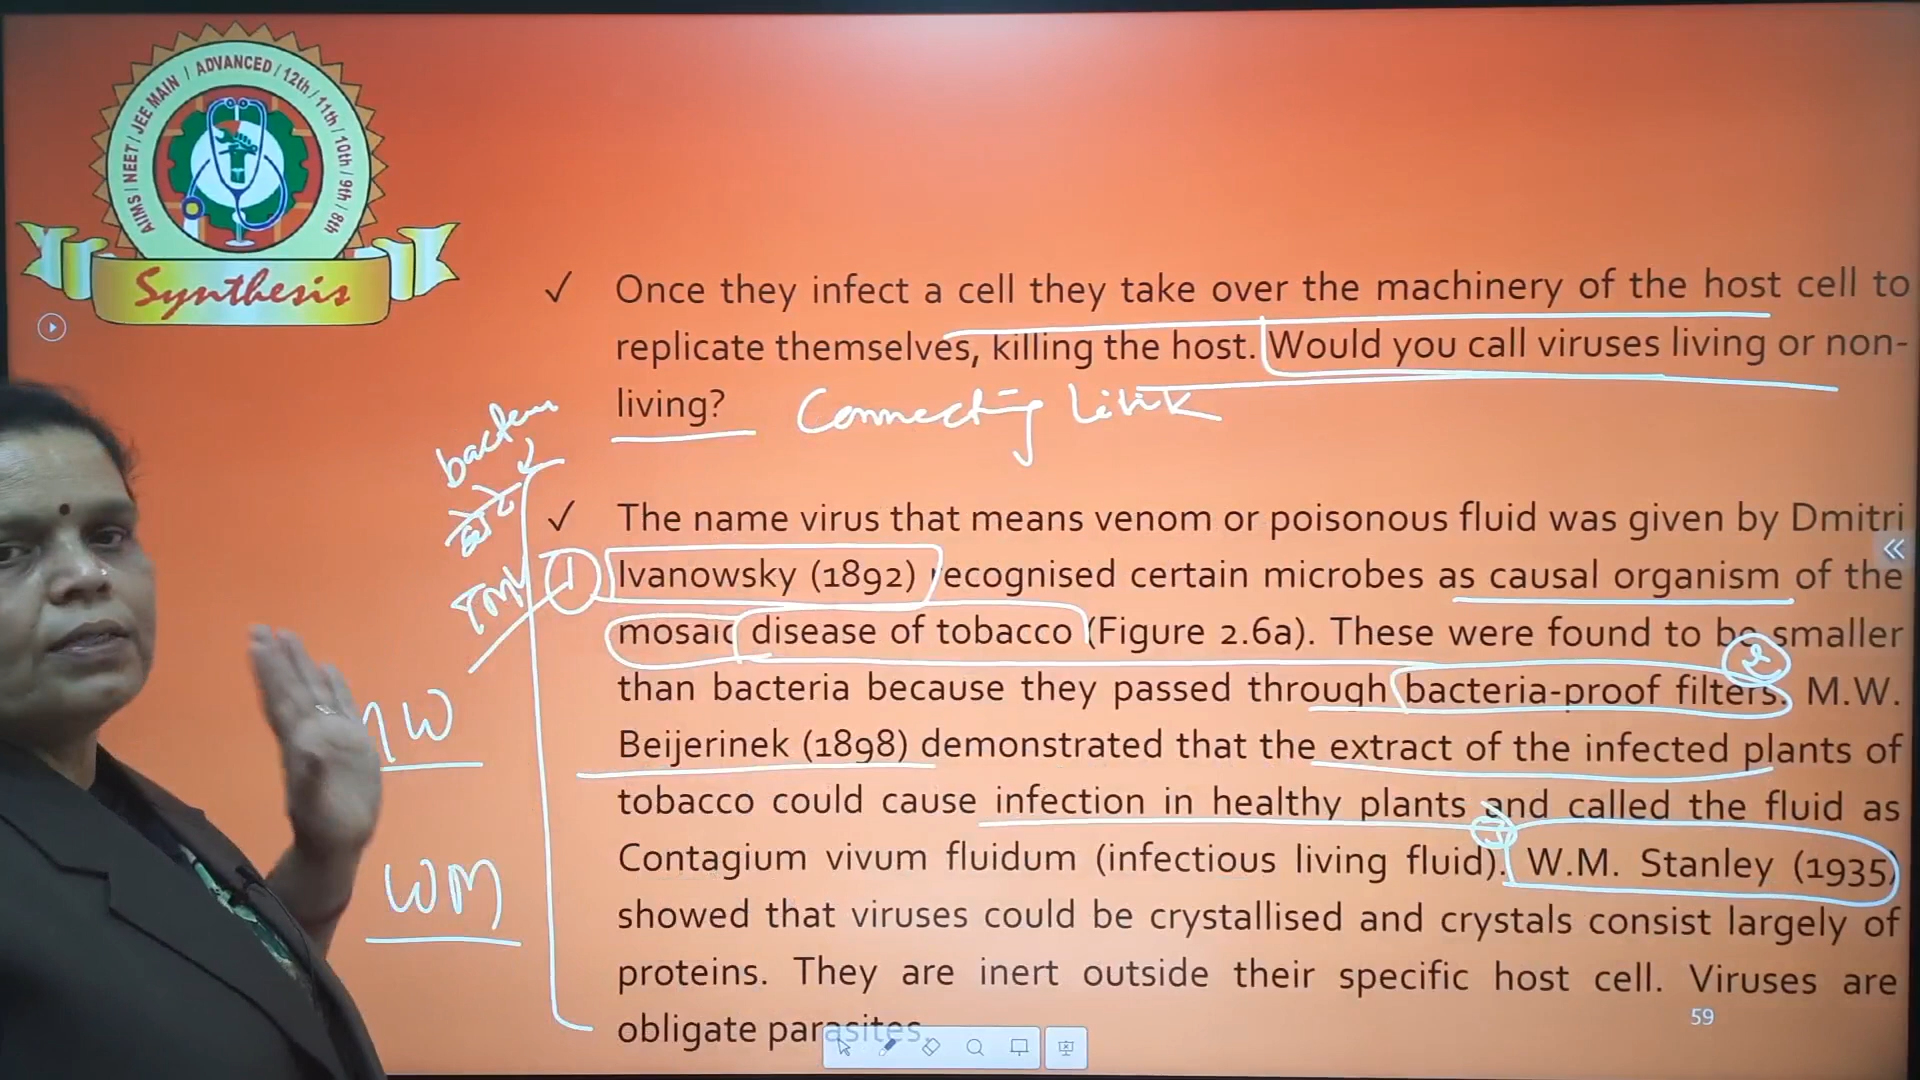 AIIMS / NEET / JEE MAIN / ADVANCED / 12th / 11th / 10th / 9th / 8th
Synthesis
✓ Once they infect a cell they take over the machinery of the host cell to
replicate themselves, killing the host. Would you call viruses living or non-
living?
Connecting Link
bacteria
TMV
✓ The name virus that means venom or poisonous fluid was given by Dmitri
1
Ivanowsky (1892) recognised certain microbes as causal organism of the
mosaic disease of tobacco (Figure 2.6a). These were found to be smaller
2
than bacteria because they passed through bacteria-proof filters. M.W.
MW
Beijerinek (1898) demonstrated that the extract of the infected plants of
tobacco could cause infection in healthy plants and called the fluid as
Contagium vivum fluidum (infectious living fluid). W.M. Stanley (1935)
WM
showed that viruses could be crystallised and crystals consist largely of
proteins. They are inert outside their specific host cell. Viruses are
59
obligate parasites.